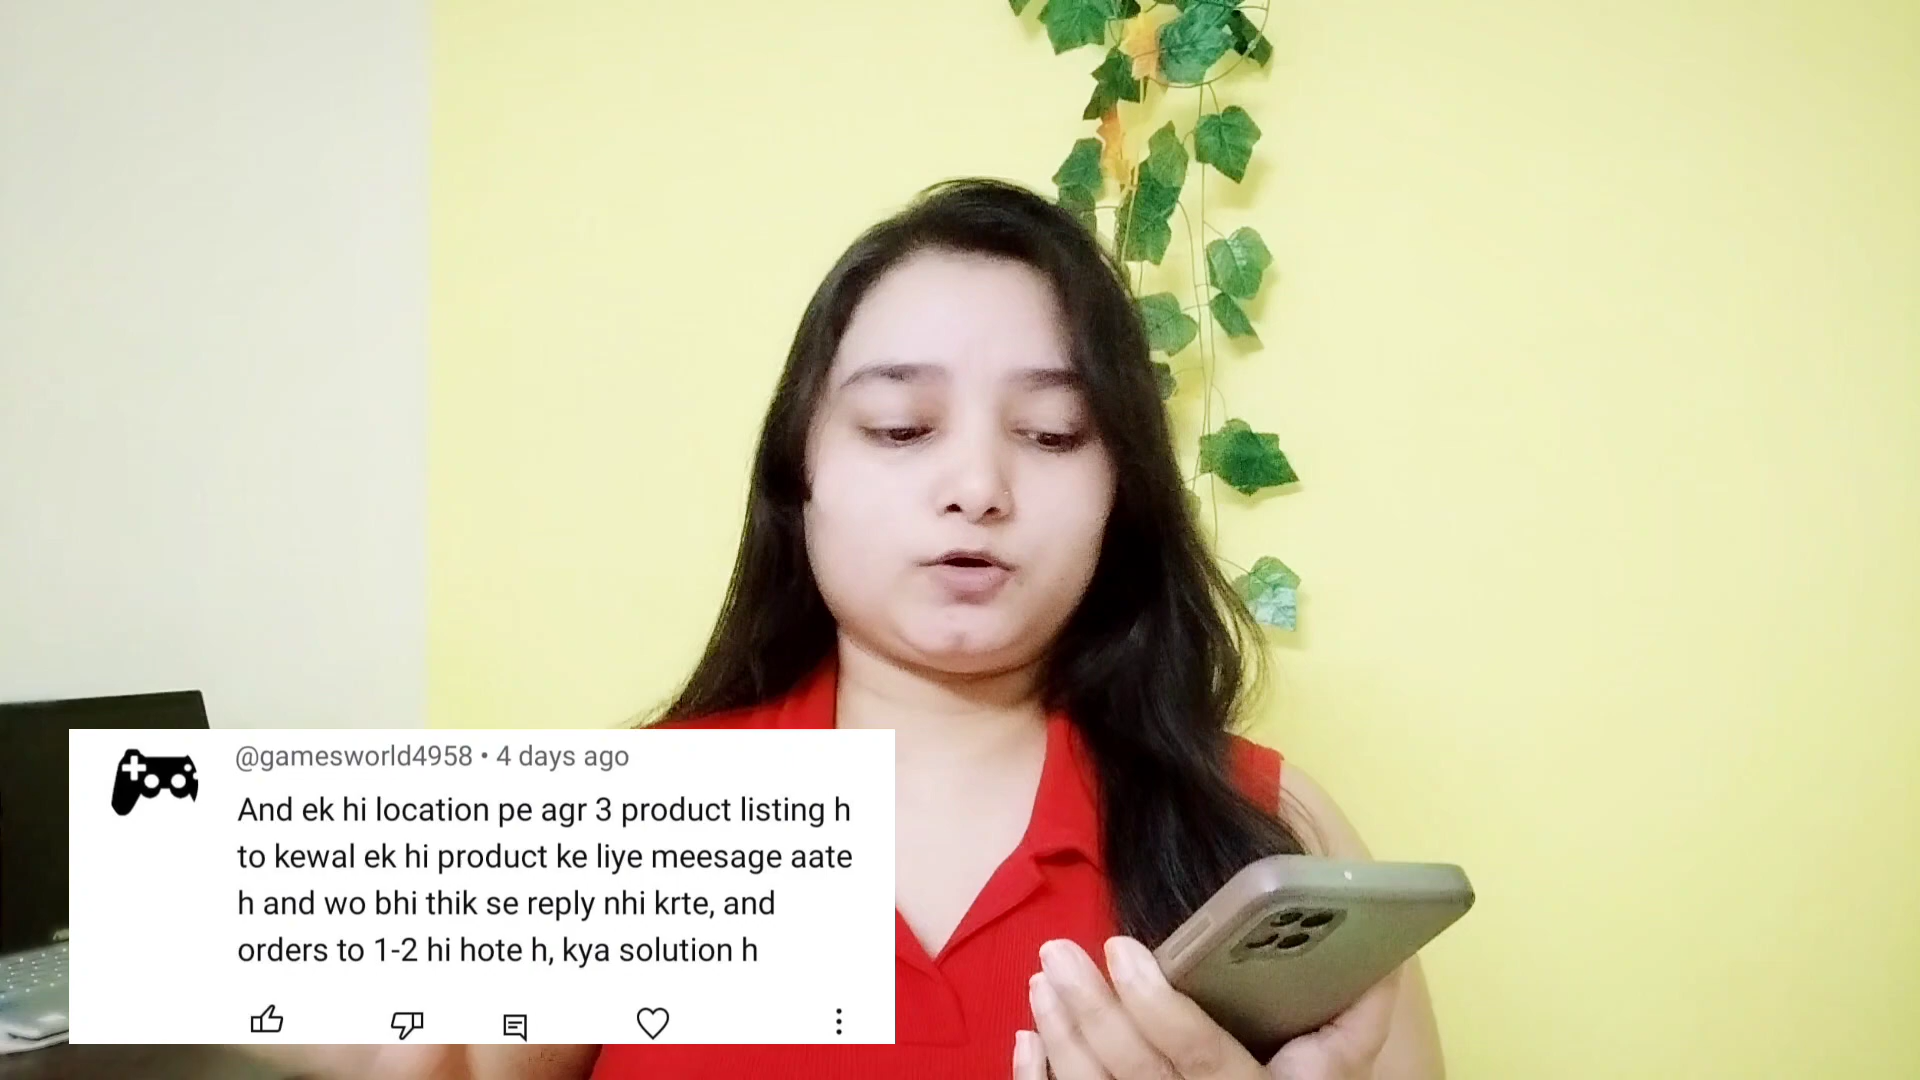 @gamesworld4958 • 4 days ago
And ek hi location pe agr 3 product listing h
to kewal ek hi product ke liye meesage aate
h and wo bhi thik se reply nhi krte, and
orders to 1-2 hi hote h, kya solution h